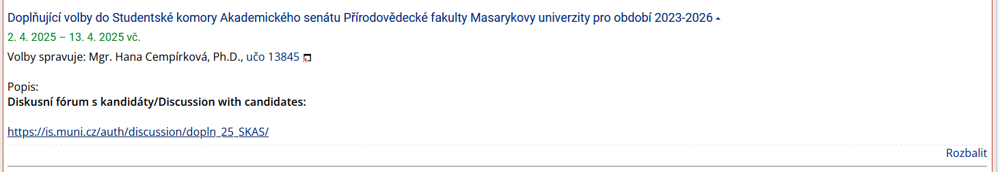 Doplňující volby do Studentské komory Akademického senátu Přírodovědecké fakulty Masarykovy univerzity pro období 2023-2026
2. 4. 2025 – 13. 4. 2025 vč.
Volby spravuje: Mgr. Hana Cempírková, Ph.D., učo 13845
Popis:
Diskusní fórum s kandidáty/Discussion with candidates:
https://is.muni.cz/auth/discussion/dopln_25_SKAS/
Rozbalit